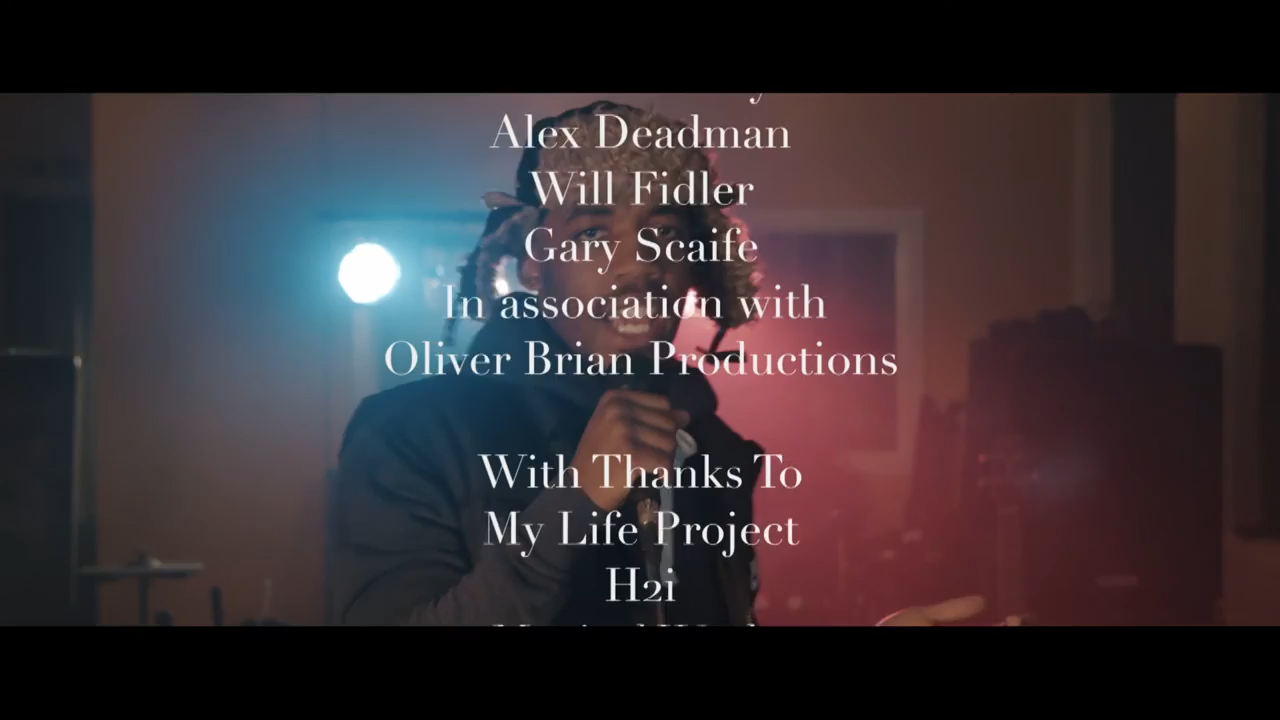 Alex Deadman
Will Fidler
Gary Scaife
In association with
Oliver Brian Productions
With Thanks To
My Life Project
H2i